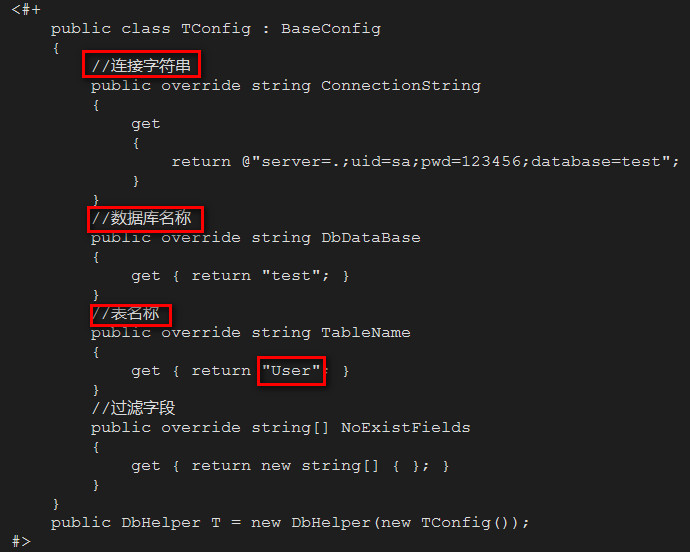 <#+
    public class TConfig : BaseConfig
    {
        //连接字符串
        public override string ConnectionString
        {
            get
            {
                return @"server=.;uid=sa;pwd=123456;database=test";
            }
        }
        //数据库名称
        public override string DbDataBase
        {
            get { return "test"; }
        }
        //表名称
        public override string TableName
        {
            get { return "User"; }
        }
        //过滤字段
        public override string[] NoExistFields
        {
            get { return new string[] { }; }
        }
    }
    public DbHelper T = new DbHelper(new TConfig());
#>